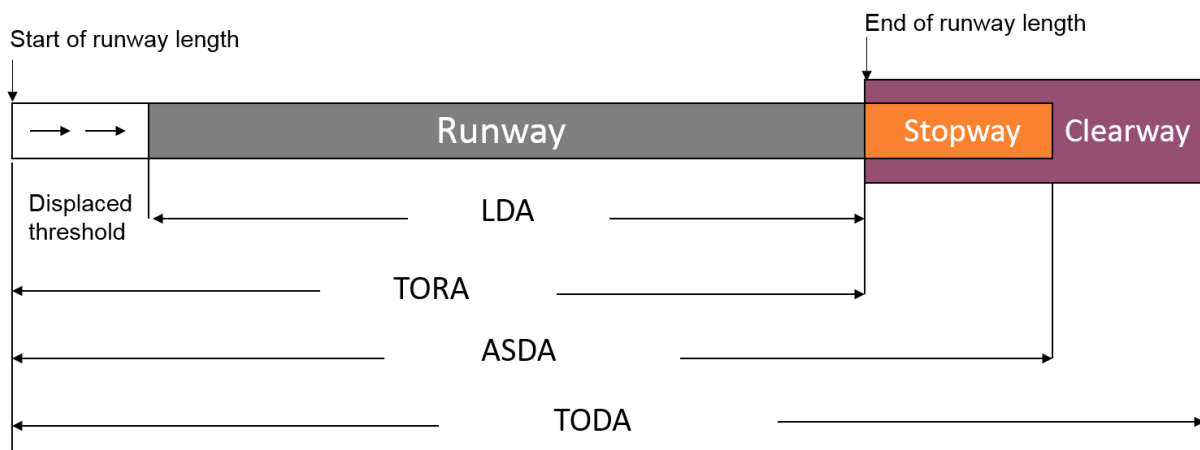 Start of runway length
End of runway length
Runway
Stopway
Clearway
Displaced
threshold
LDA
TORA
ASDA
TODA